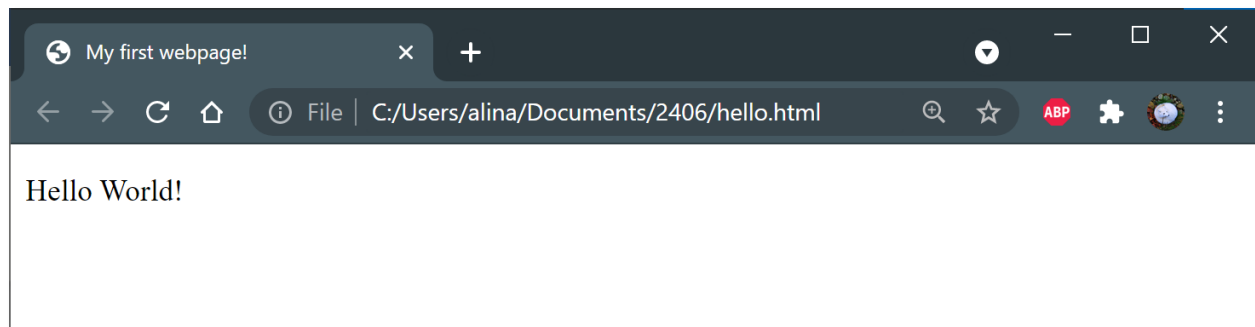 My first webpage!
File C:/Users/alina/Documents/2406/hello.html ABP
Hello World!